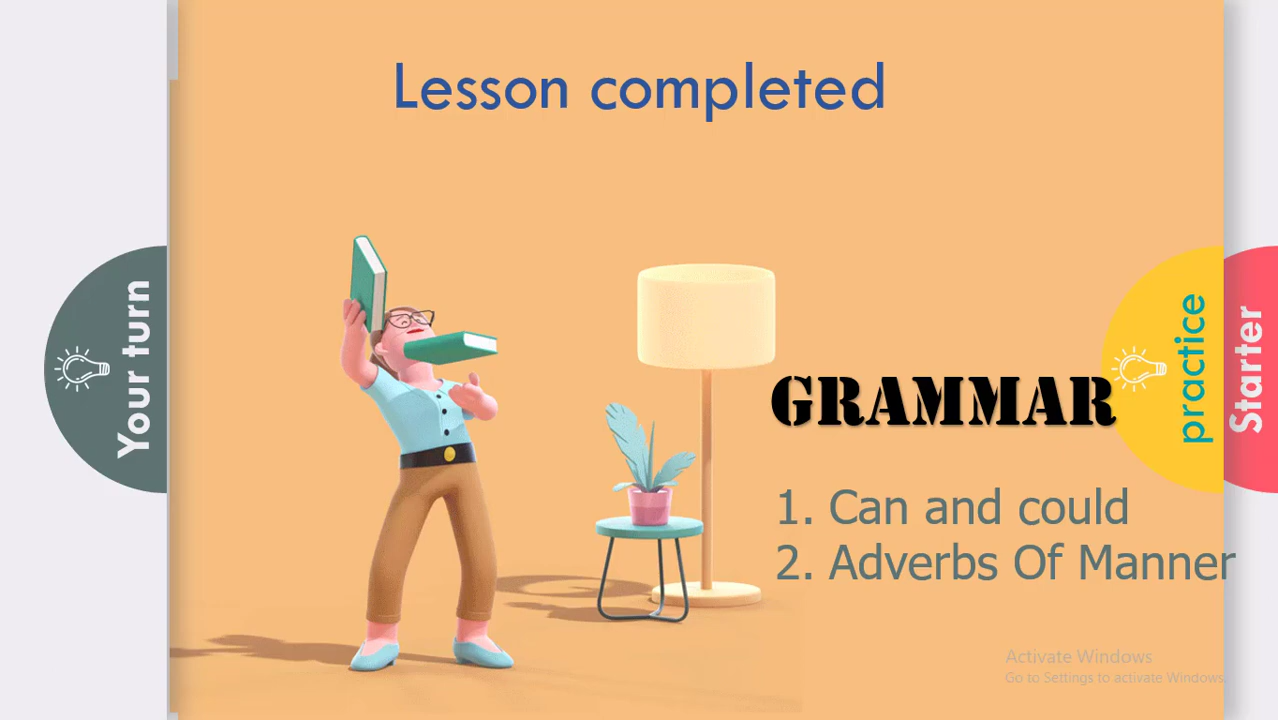 Lesson completed
Your turn
practice
Starter
GRAMMAR
1. Can and could
2. Adverbs Of Manner
Activate Windows
Go to Settings to activate Windows.